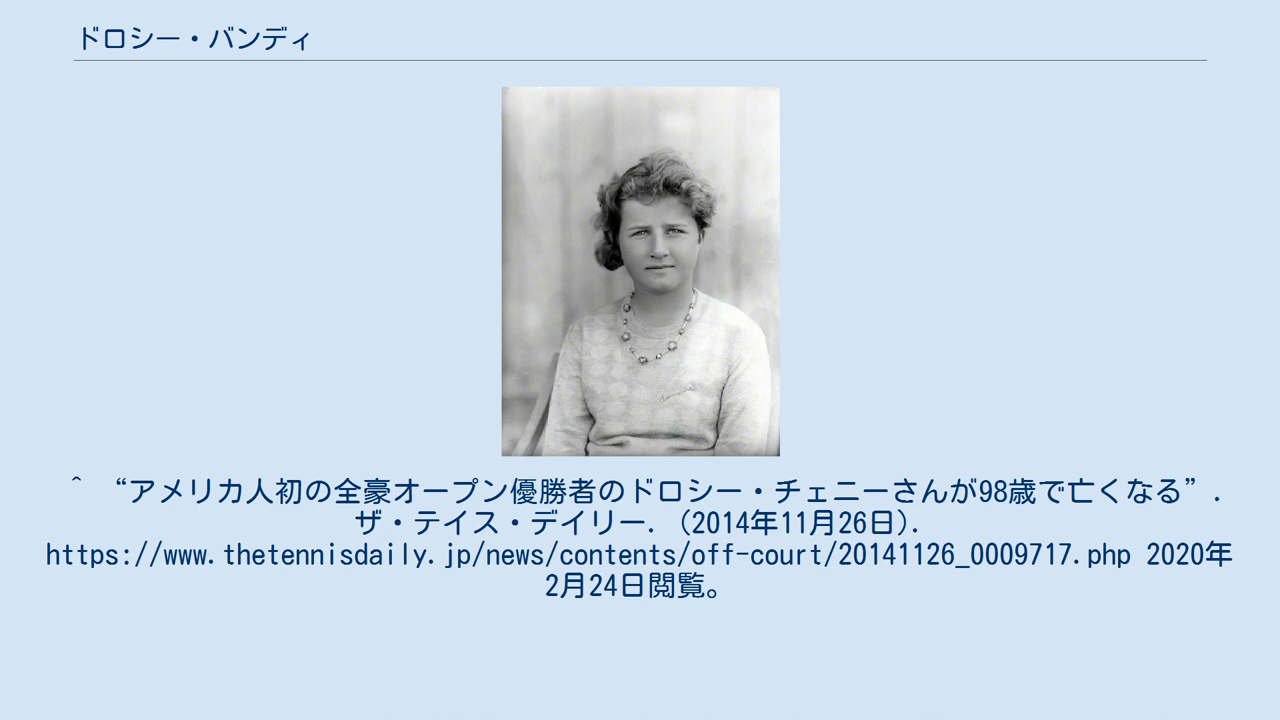 ドロシー・バンディ
^ “アメリカ人初の全豪オープン優勝者のドロシー・チェニーさんが98歳で亡くなる”.
ザ・テイス・デイリー. (2014年11月26日).
https://www.thetennisdaily.jp/news/contents/off-court/20141126_0009717.php 2020年
2月24日閲覧。